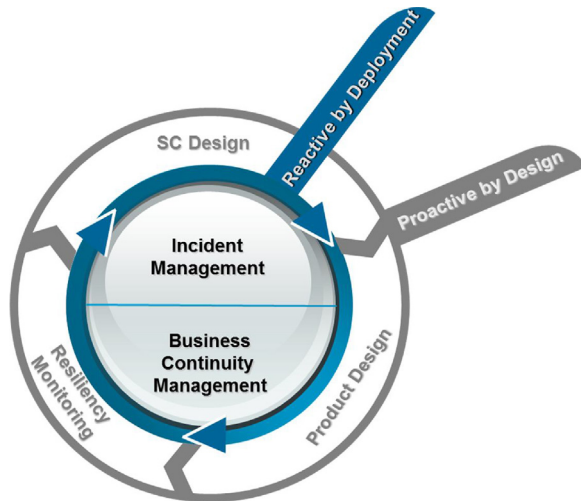 Reactive by Deployment
SC Design
Proactive by Design
Incident
Management
Business
Continuity
Management
Resiliency
Monitoring
Product Design